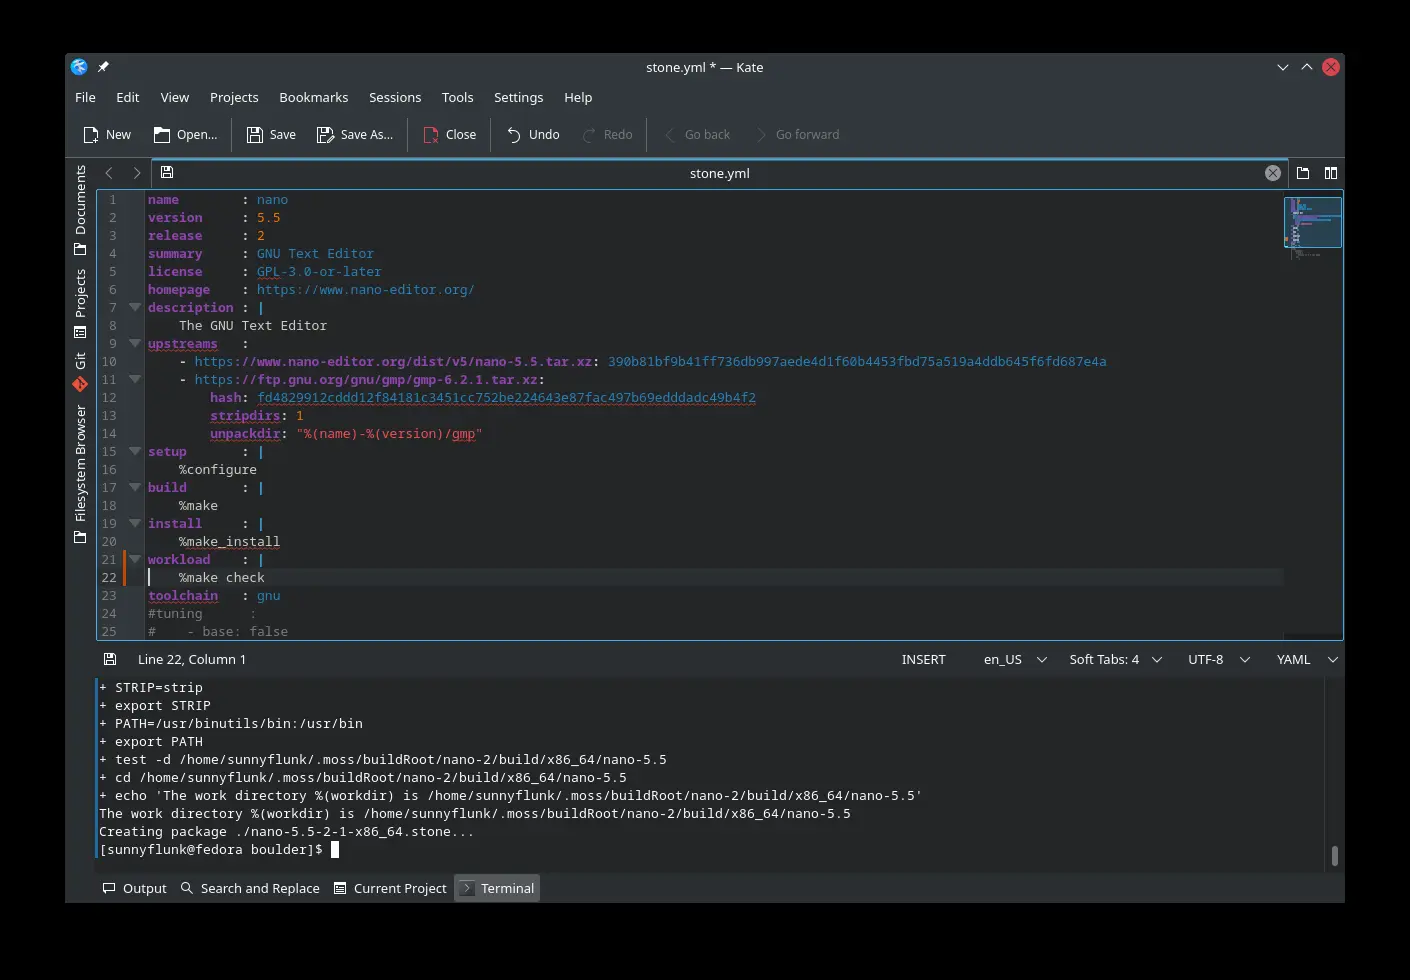 stone.yml * — Kate
File Edit View Projects Bookmarks Sessions Tools Settings Help
New Open... Save Save As... Close Undo Redo Go back Go forward
Documents
Projects
Git
Filesystem Browser
stone.yml
1 name        : nano
2 version     : 5.5
3 release     : 2
4 summary     : GNU Text Editor
5 license     : GPL-3.0-or-later
6 homepage    : https://www.nano-editor.org/
7 description : |
8     The GNU Text Editor
9 upstreams   :
10     - https://www.nano-editor.org/dist/v5/nano-5.5.tar.xz: 390b81bf9b41ff736db997aede4d1f60b4453fbd75a519a4ddb645f6fd687e4a
11     - https://ftp.gnu.org/gnu/gmp/gmp-6.2.1.tar.xz:
12         hash: fd4829912cddd12f84181c3451cc752be224643e87fac497b69edddadc49b4f2
13         stripdirs: 1
14         unpackdir: "%(name)-%(version)/gmp"
15 setup       : |
16     %configure
17 build       : |
18     %make
19 install     : |
20     %make_install
21 workload    : |
22     %make check
23 toolchain   : gnu
24 #tuning      :
25 #    - base: false
Line 22, Column 1 INSERT en_US Soft Tabs: 4 UTF-8 YAML
+ STRIP=strip
+ export STRIP
+ PATH=/usr/binutils/bin:/usr/bin
+ export PATH
+ test -d /home/sunnyflunk/.moss/buildRoot/nano-2/build/x86_64/nano-5.5
+ cd /home/sunnyflunk/.moss/buildRoot/nano-2/build/x86_64/nano-5.5
+ echo 'The work directory %(workdir) is /home/sunnyflunk/.moss/buildRoot/nano-2/build/x86_64/nano-5.5'
The work directory %(workdir) is /home/sunnyflunk/.moss/buildRoot/nano-2/build/x86_64/nano-5.5
Creating package ./nano-5.5-2-1-x86_64.stone...
[sunnyflunk@fedora boulder]$
Output Search and Replace Current Project Terminal